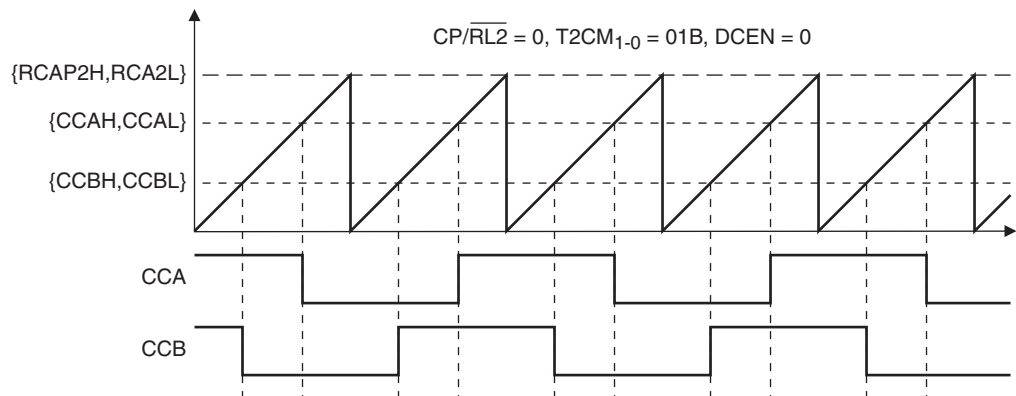 CP/RL2 = 0, T2CM1-0 = 01B, DCEN = 0
{RCAP2H,RCA2L}
{CCAH,CCAL}
{CCBH,CCBL}
CCA
CCB